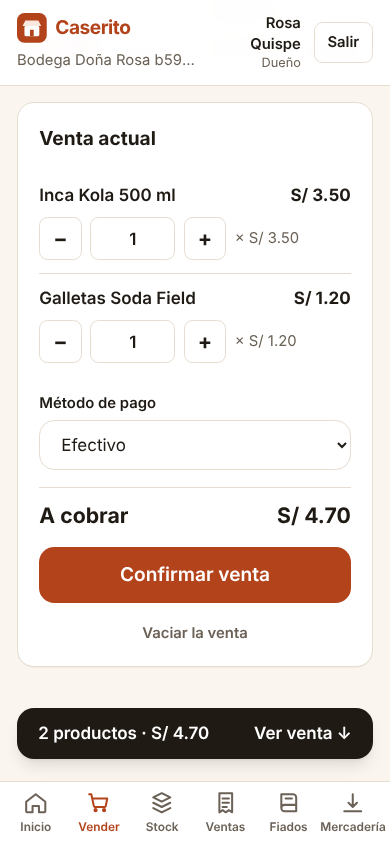 Caserito
Bodega Doña Rosa b59...
Rosa
Quispe
Dueño
Salir
Venta actual
Inca Kola 500 ml S/ 3.50
− 1 + × S/ 3.50
Galletas Soda Field S/ 1.20
− 1 + × S/ 1.20
Método de pago
Efectivo
A cobrar S/ 4.70
Confirmar venta
Vaciar la venta
2 productos · S/ 4.70 Ver venta ↓
Inicio Vender Stock Ventas Fiados Mercadería